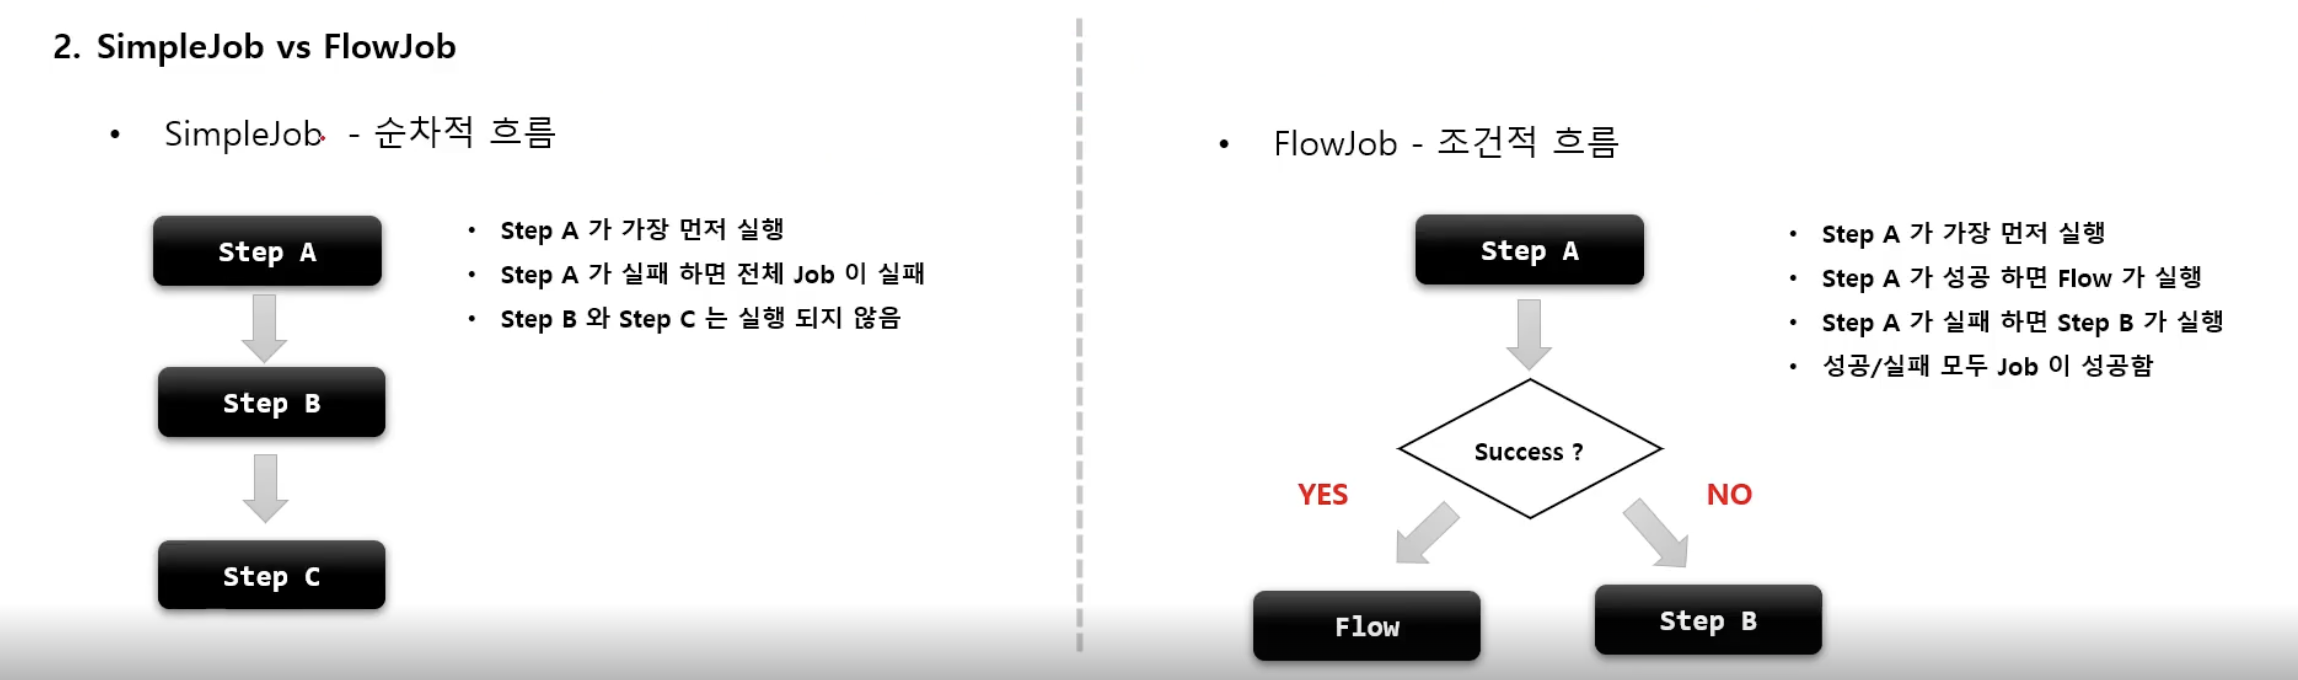 2. SimpleJob vs FlowJob
• SimpleJob - 순차적 흐름
Step A
Step B
Step C
• Step A 가 가장 먼저 실행
• Step A 가 실패 하면 전체 Job 이 실패
• Step B 와 Step C 는 실행 되지 않음
• FlowJob - 조건적 흐름
Step A
Success ?
YES
NO
Flow
Step B
• Step A 가 가장 먼저 실행
• Step A 가 성공 하면 Flow 가 실행
• Step A 가 실패 하면 Step B 가 실행
• 성공/실패 모두 Job 이 성공함